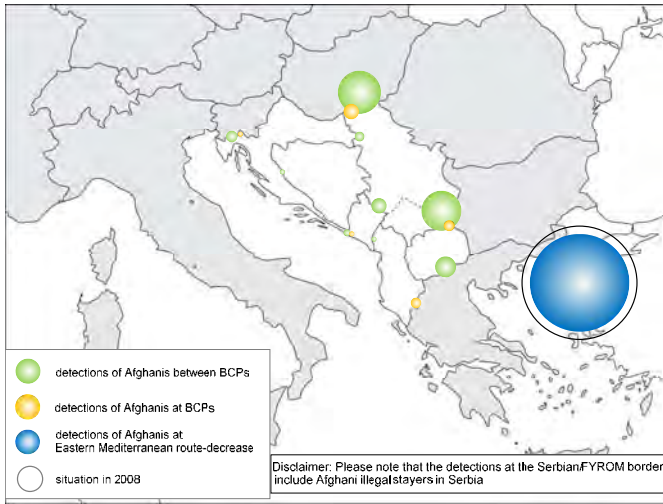 detections of Afghanis between BCPs
detections of Afghanis at BCPs
detections of Afghanis at
Eastern Mediterranean route-decrease
situation in 2008
Disclaimer: Please note that the detections at the Serbian/FYROM border
include Afghani illegal stayers in Serbia